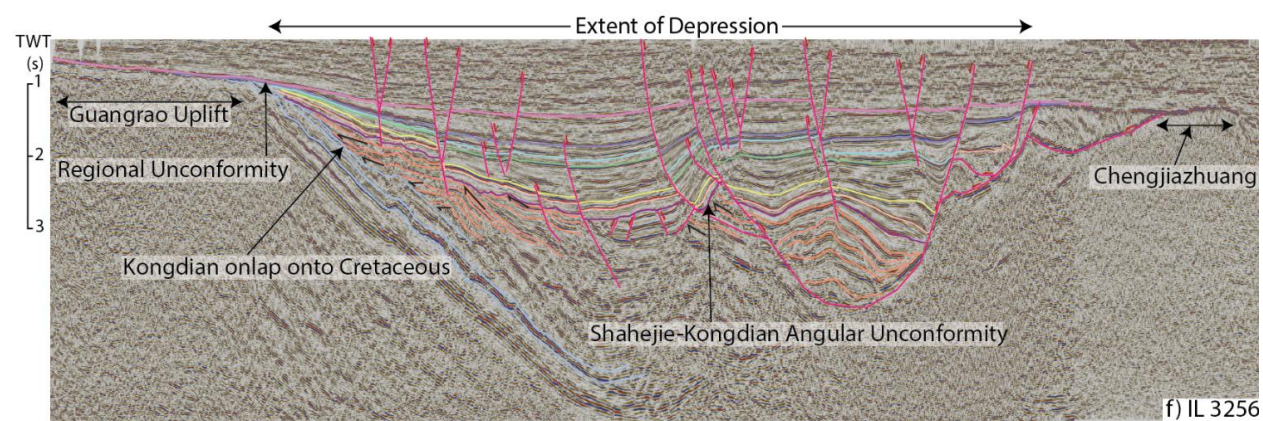 Extent of Depression
TWT
(s)
1
Guangrao Uplift
2
Regional Unconformity
Chengjiazhuang
3
Kongdian onlap onto Cretaceous
Shahejie-Kongdian Angular Unconformity
f) IL 3256